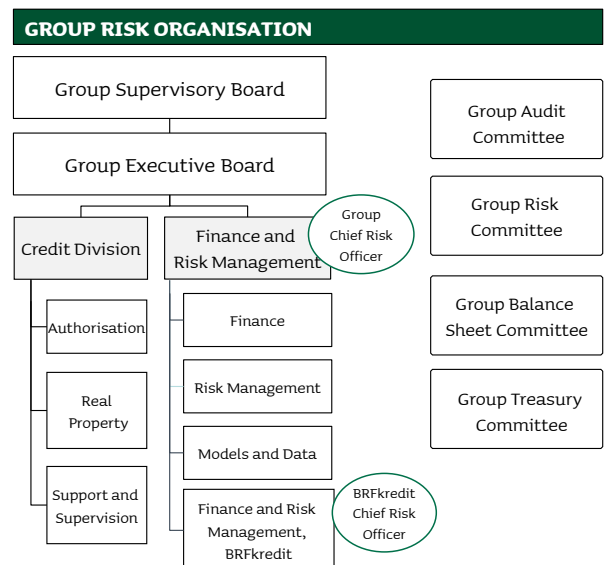 GROUP RISK ORGANISATION
Group Supervisory Board
Group Executive Board
Credit Division
Authorisation
Real
Property
Support and
Supervision
Finance and
Risk Management
Group
Chief Risk
Officer
Finance
Risk Management
Models and Data
Finance and Risk
Management,
BRFkredit
BRFkredit
Chief Risk
Officer
Group Audit
Committee
Group Risk
Committee
Group Balance
Sheet Committee
Group Treasury
Committee